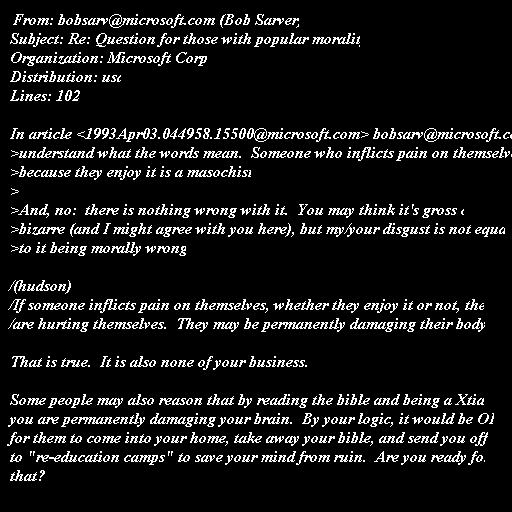 From: bobsarv@microsoft.com (Bob Sarver)
Subject: Re: Question for those with popular morality
Organization: Microsoft Corp
Distribution: usa
Lines: 102

In article <1993Apr03.044958.15500@microsoft.com> bobsarv@microsoft.co
>understand what the words mean.  Someone who inflicts pain on themselve
>because they enjoy it is a masochist
>
>And, no:  there is nothing wrong with it.  You may think it's gross o
>bizarre (and I might agree with you here), but my/your disgust is not equa
>to it being morally wrong

/(hudson)
/If someone inflicts pain on themselves, whether they enjoy it or not, the
/are hurting themselves.  They may be permanently damaging their body

That is true.  It is also none of your business.

Some people may also reason that by reading the bible and being a Xtia
you are permanently damaging your brain.  By your logic, it would be OK
for them to come into your home, take away your bible, and send you off
to "re-education camps" to save your mind from ruin.  Are you ready fo
that?